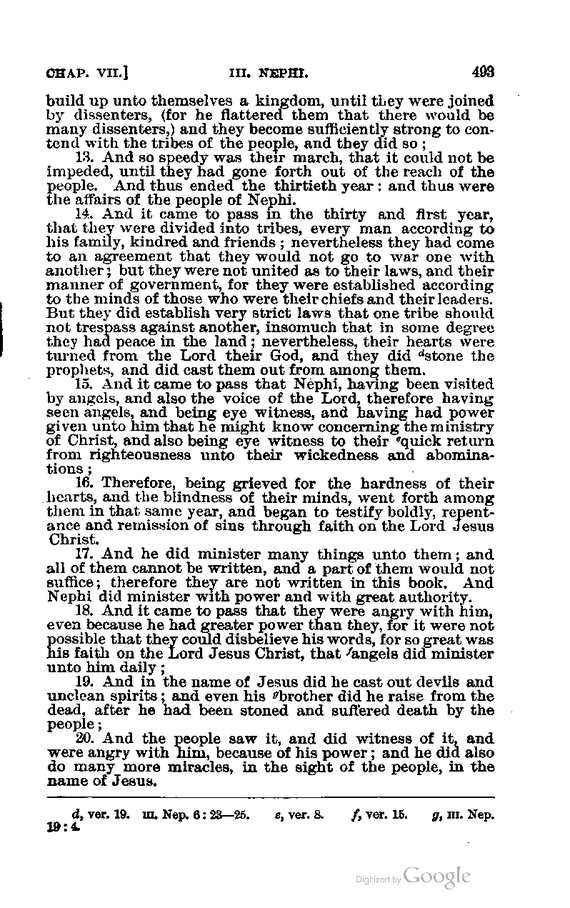 CHAP. VII.] III. NEPHI. 493
build up unto themselves a kingdom, until they were joined
by dissenters, (for he flattered them that there would be
many dissenters,) and they become sufficiently strong to con-
tend with the tribes of the people, and they did so ;
13. And so speedy was their march, that it could not be
impeded, until they had gone forth out of the reach of the
people. And thus ended the thirtieth year : and thus were
the affairs of the people of Nephi.
14. And it came to pass in the thirty and first year,
that they were divided into tribes, every man according to
his family, kindred and friends ; nevertheless they had come
to an agreement that they would not go to war one with
another ; but they were not united as to their laws, and their
manner of government, for they were established according
to the minds of those who were their chiefs and their leaders.
But they did establish very strict laws that one tribe should
not trespass against another, insomuch that in some degree
they had peace in the land ; nevertheless, their hearts were
turned from the Lord their God, and they did dstone the
prophets, and did cast them out from among them.
15. And it came to pass that Nephi, having been visited
by angels, and also the voice of the Lord, therefore having
seen angels, and being eye witness, and having had power
given unto him that he might know concerning the ministry
of Christ, and also being eye witness to their equick return
from righteousness unto their wickedness and abomina-
tions ;
16. Therefore, being grieved for the hardness of their
hearts, and the blindness of their minds, went forth among
them in that same year, and began to testify boldly, repent-
ance and remission of sins through faith on the Lord Jesus
Christ.
17. And he did minister many things unto them ; and
all of them cannot be written, and a part of them would not
suffice ; therefore they are not written in this book. And
Nephi did minister with power and with great authority.
18. And it came to pass that they were angry with him,
even because he had greater power than they, for it were not
possible that they could disbelieve his words, for so great was
his faith on the Lord Jesus Christ, that fangels did minister
unto him daily ;
19. And in the name of Jesus did he cast out devils and
unclean spirits ; and even his gbrother did he raise from the
dead, after he had been stoned and suffered death by the
people ;
20. And the people saw it, and did witness of it, and
were angry with him, because of his power ; and he did also
do many more miracles, in the sight of the people, in the
name of Jesus.
d, ver. 19. III. Nep. 6 : 23—25. e, ver. 8. f, ver. 15. g, III. Nep.
19 : 4.
Digitized by Google